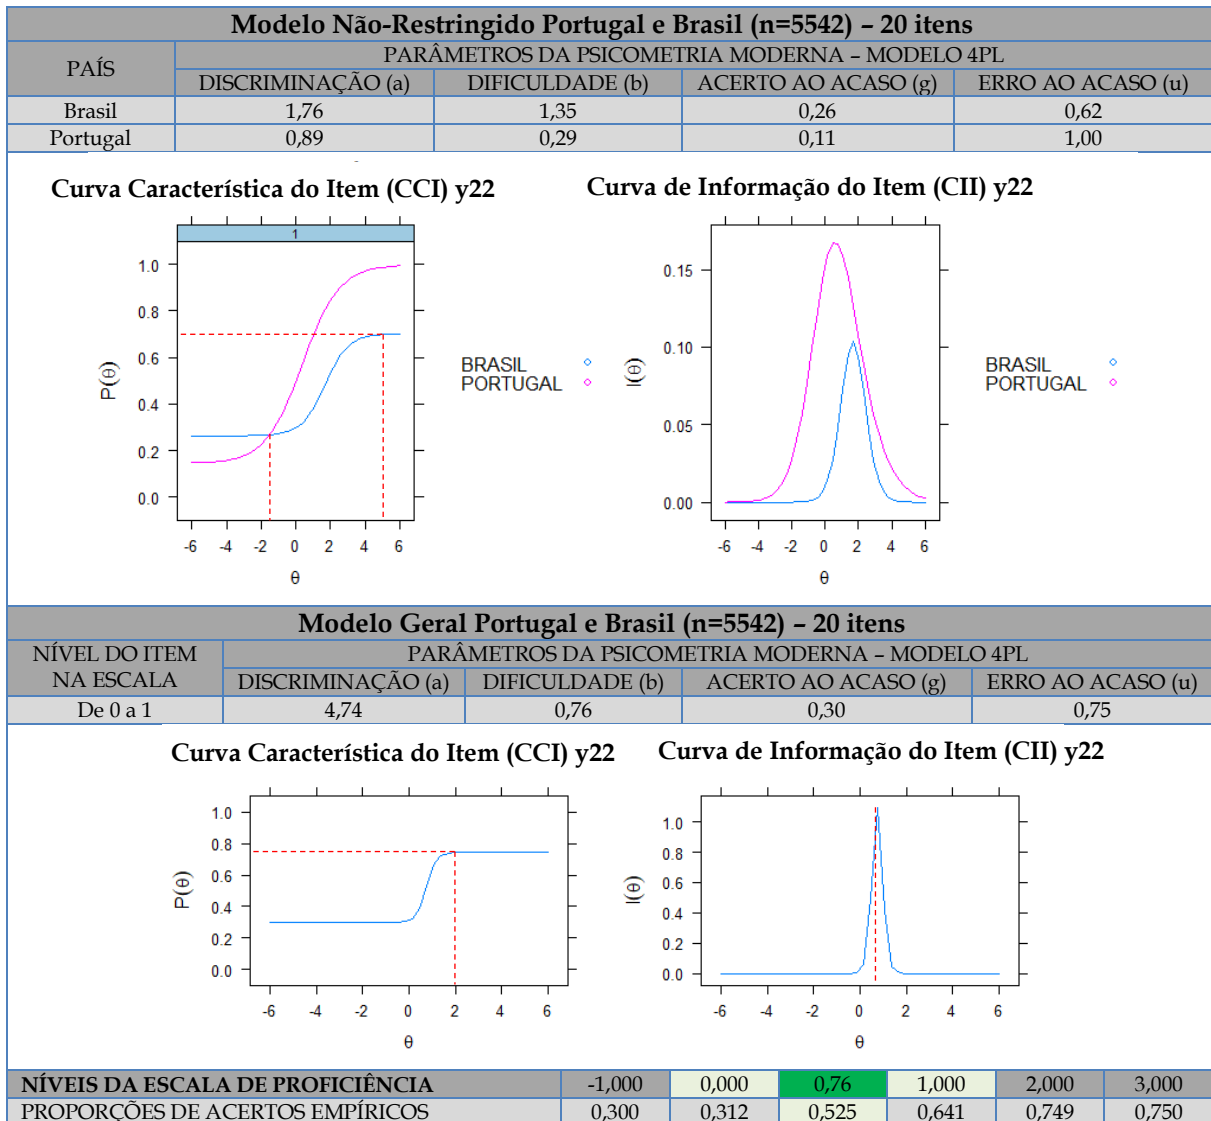 Modelo Não-Restringido Portugal e Brasil (n=5542) – 20 itens
PAÍS PARÂMETROS DA PSICOMETRIA MODERNA – MODELO 4PL
DISCRIMINAÇÃO (a) DIFICULDADE (b) ACERTO AO ACASO (g) ERRO AO ACASO (u)
Brasil 1,76 1,35 0,26 0,62
Portugal 0,89 0,29 0,11 1,00
Curva Característica do Item (CCI) y22 Curva de Informação do Item (CII) y22
1
1.0
0.8
0.6
0.4
0.2
0.0
P(θ)
-6 -4 -2 0 2 4 6
θ
BRASIL
PORTUGAL
0.15
0.10
0.05
0.00
I(θ)
-6 -4 -2 0 2 4 6
θ
BRASIL
PORTUGAL
Modelo Geral Portugal e Brasil (n=5542) – 20 itens
NÍVEL DO ITEM NA ESCALA PARÂMETROS DA PSICOMETRIA MODERNA – MODELO 4PL
DISCRIMINAÇÃO (a) DIFICULDADE (b) ACERTO AO ACASO (g) ERRO AO ACASO (u)
De 0 a 1 4,74 0,76 0,30 0,75
Curva Característica do Item (CCI) y22 Curva de Informação do Item (CII) y22
1.0
0.8
0.6
0.4
0.2
0.0
P(θ)
-6 -4 -2 0 2 4 6
θ
1.0
0.8
0.6
0.4
0.2
0.0
I(θ)
-6 -4 -2 0 2 4 6
θ
NÍVEIS DA ESCALA DE PROFICIÊNCIA -1,000 0,000 0,76 1,000 2,000 3,000
PROPORÇÕES DE ACERTOS EMPÍRICOS 0,300 0,312 0,525 0,641 0,749 0,750